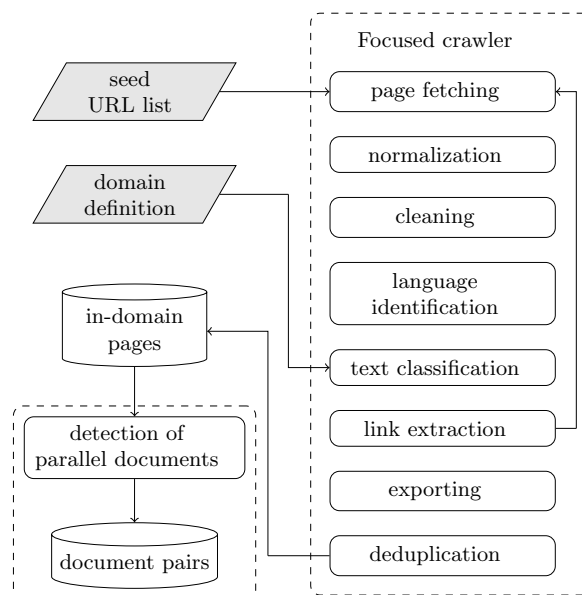 Focused crawler
seed
URL list
page fetching
normalization
domain
definition
cleaning
language
identification
in-domain
pages
text classification
detection of
parallel documents
link extraction
exporting
document pairs
deduplication